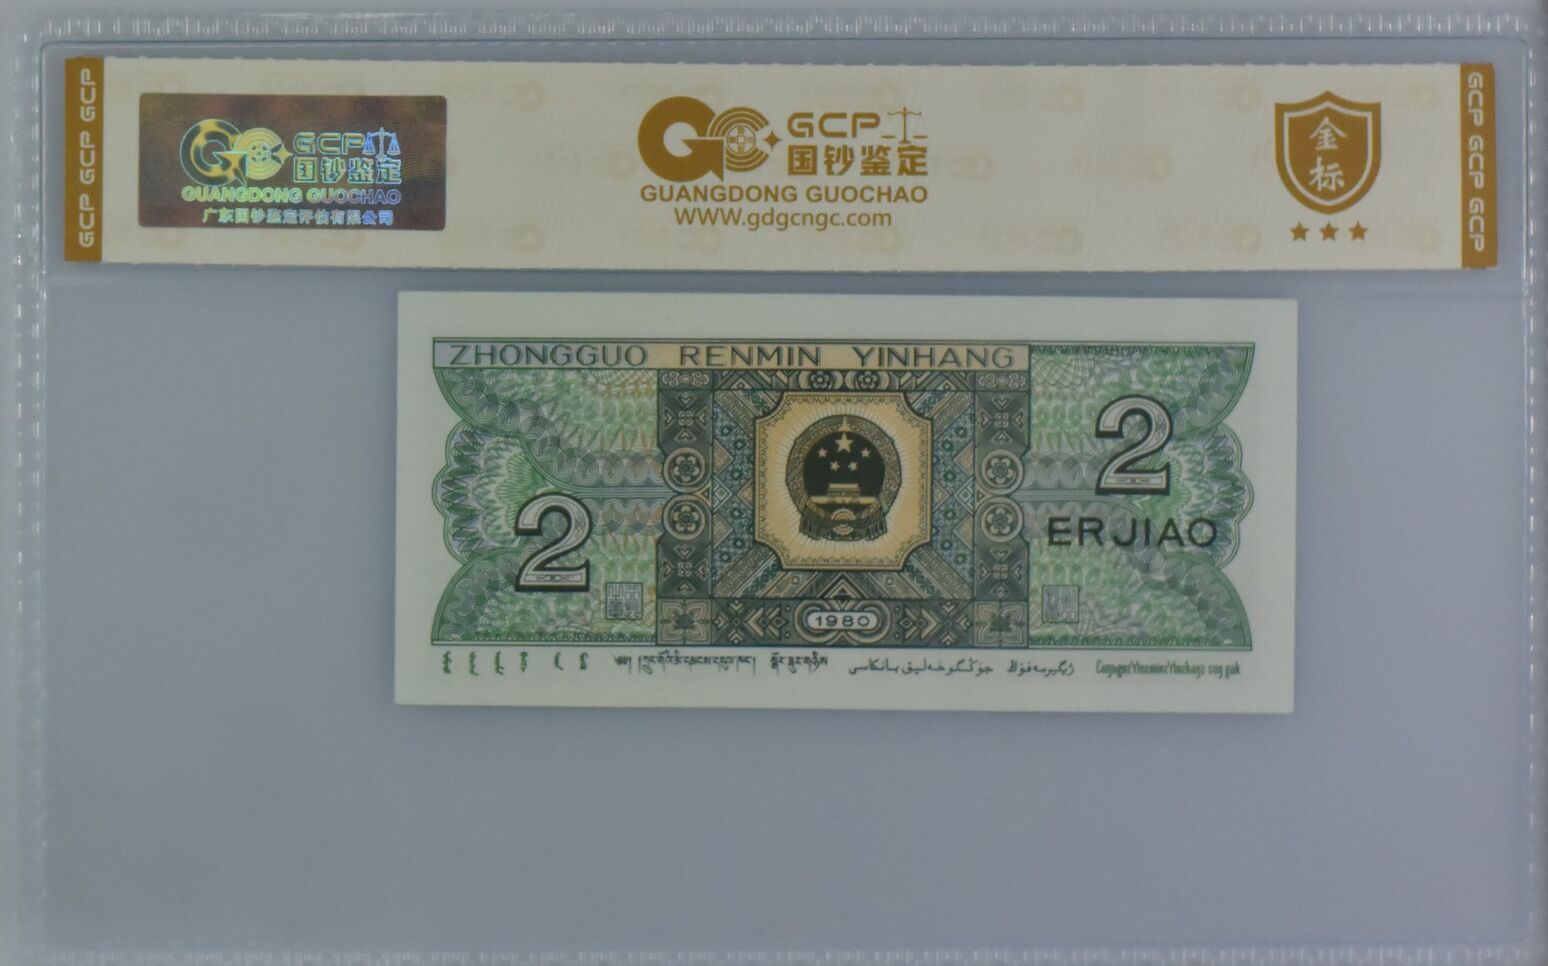 GCP GCP GCP
GCP
国钞鉴定
GUANGDONG GUOCHAO
广东国钞鉴定评估有限公司
GCP
国钞鉴定
GUANGDONG GUOCHAO
WWW.gdgcngc.com
金
标
GCP GCP GCP
ZHONGGUO RENMIN YINHANG
2
2
ERJIAO
1980